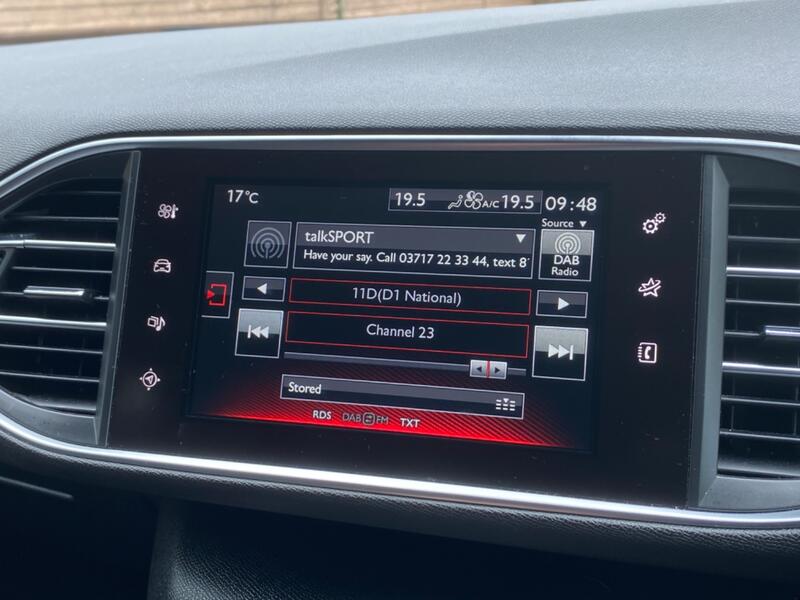 17°C
19.5 A/C 19.5 09:48
Source ▼
talkSPORT
Have your say. Call 03717 22 33 44, text 8
DAB
Radio
11D(D1 National)
Channel 23
Stored
RDS DAB FM TXT